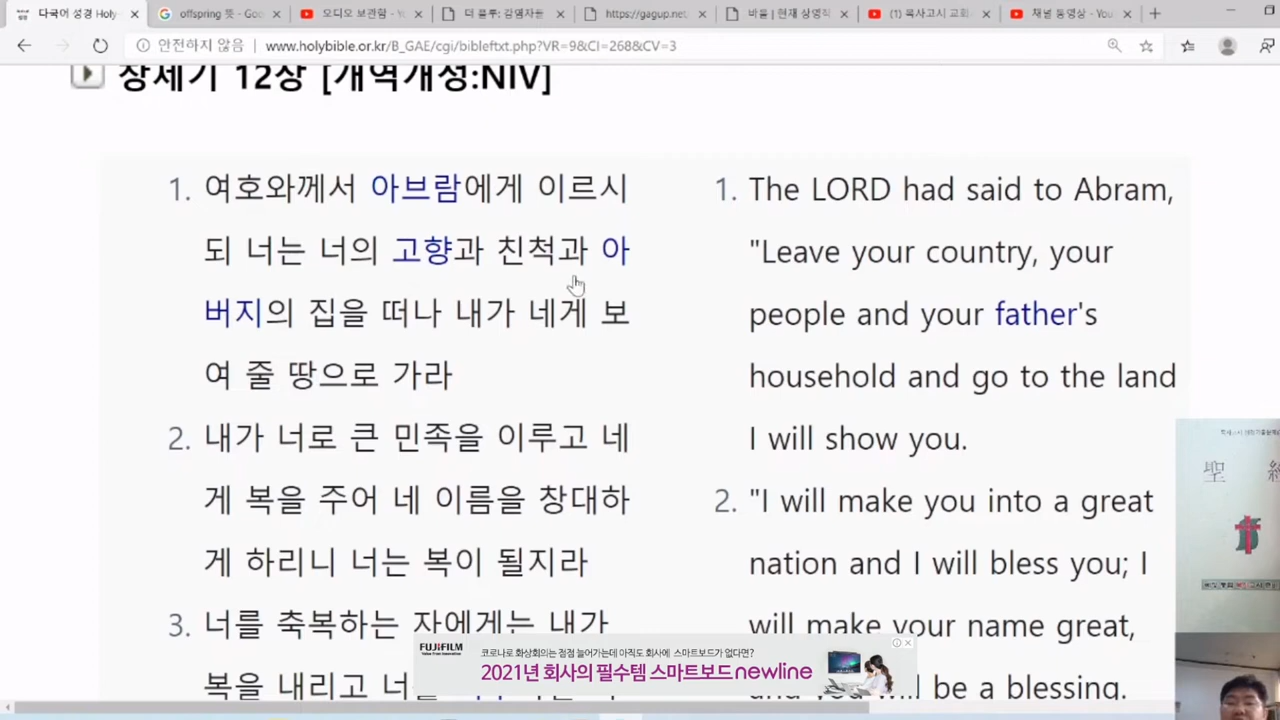 다국어 성경 Holy
offspring 뜻 - Goo
오디오 보관함 - Y
더 플루: 감염자들
https://gagup.net
바울 | 현재 상영작
(1) 목사고시 교회
채널 동영상 - You
안전하지 않음 | www.holybible.or.kr/B_GAE/cgi/bibleftxt.php?VR=9&CI=268&CV=3
창세기 12장 [개역개정:NIV]
1. 여호와께서 아브람에게 이르시
되 너는 너의 고향과 친척과 아
버지의 집을 떠나 내가 네게 보
여 줄 땅으로 가라
2. 내가 너로 큰 민족을 이루고 네
게 복을 주어 네 이름을 창대하
게 하리니 너는 복이 될지라
3. 너를 축복하는 자에게는 내가
복을 내리고 너를
1. The LORD had said to Abram,
"Leave your country, your
people and your father's
household and go to the land
I will show you.
2. "I will make you into a great
nation and I will bless you; I
will make your name great,
and you will be a blessing.
聖
FUJIFILM
Value from Innovation
코로나로 화상회의는 점점 늘어가는데 아직도 회사에 스마트보드가 없다면?
2021년 회사의 필수템 스마트보드 newline